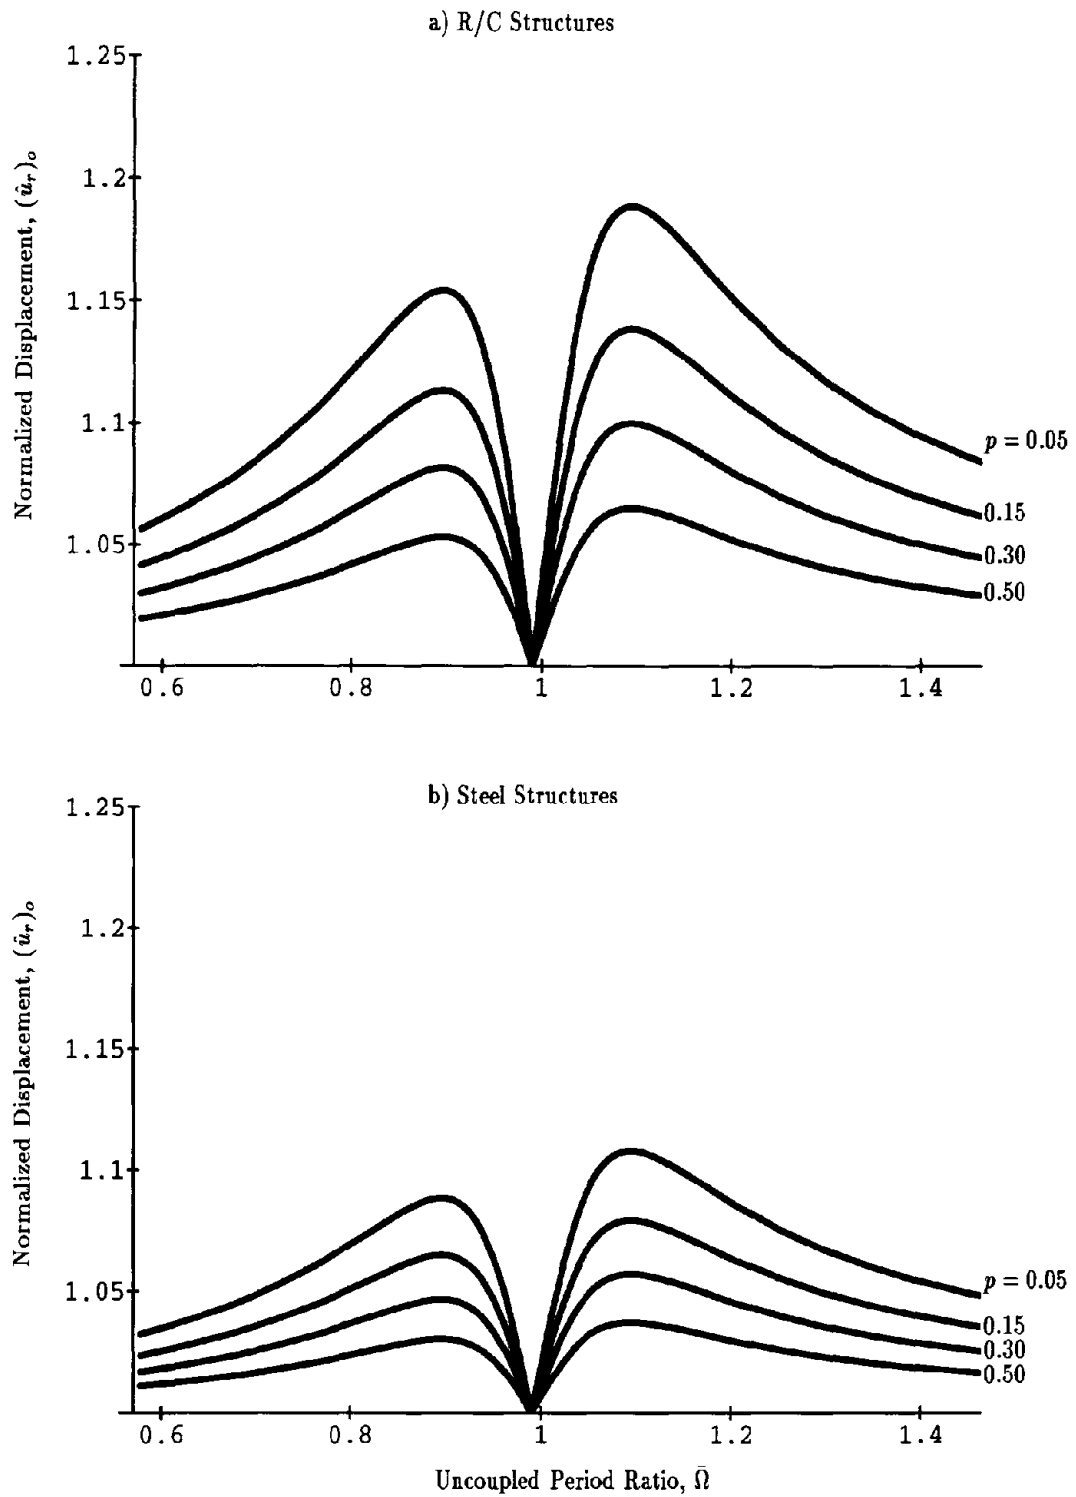 a) R/C Structures
1.25
1.2
1.15
1.1
1.05
Normalized Displacement, (û_r)_o
p = 0.05
0.15
0.30
0.50
0.6 0.8 1 1.2 1.4
b) Steel Structures
1.25
1.2
1.15
1.1
1.05
Normalized Displacement, (û_r)_o
p = 0.05
0.15
0.30
0.50
0.6 0.8 1 1.2 1.4
Uncoupled Period Ratio, Ω̄